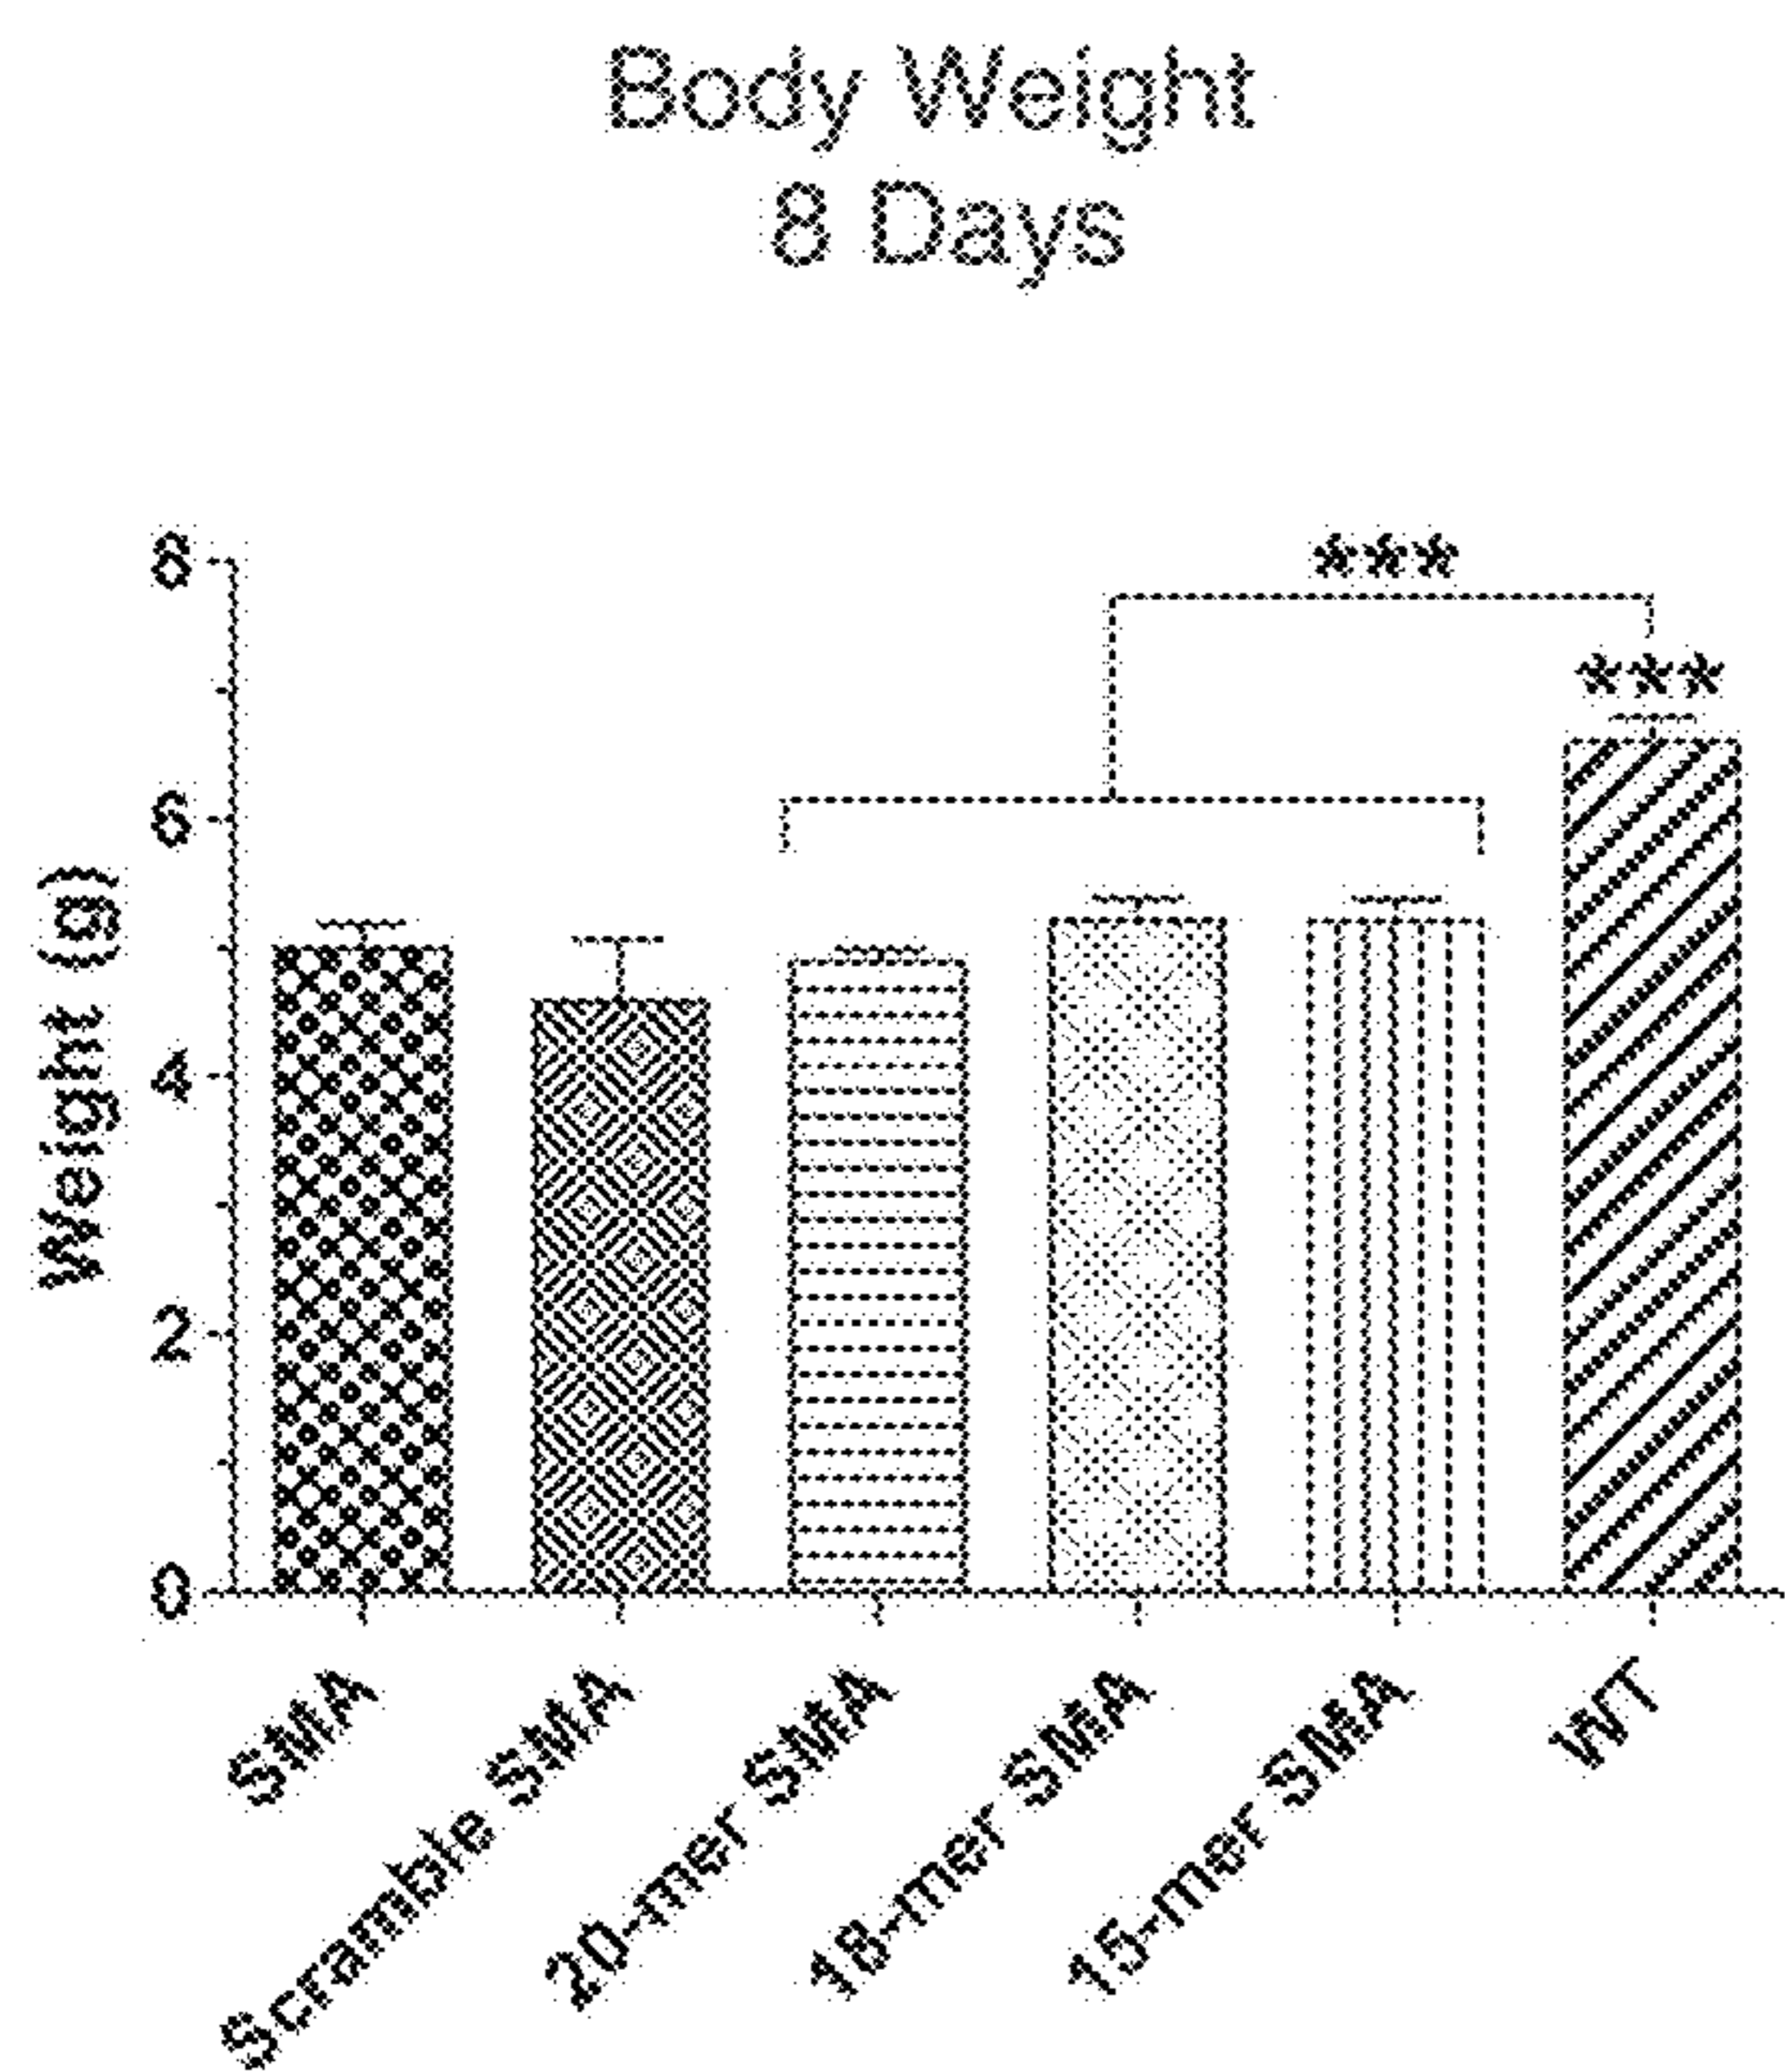 Body Weight
8 Days
***
***
8
6
4
2
0
Weight (g)
SMA
Scramble SMA
20-mer SMA
18-mer SMA
15-mer SMA
WT